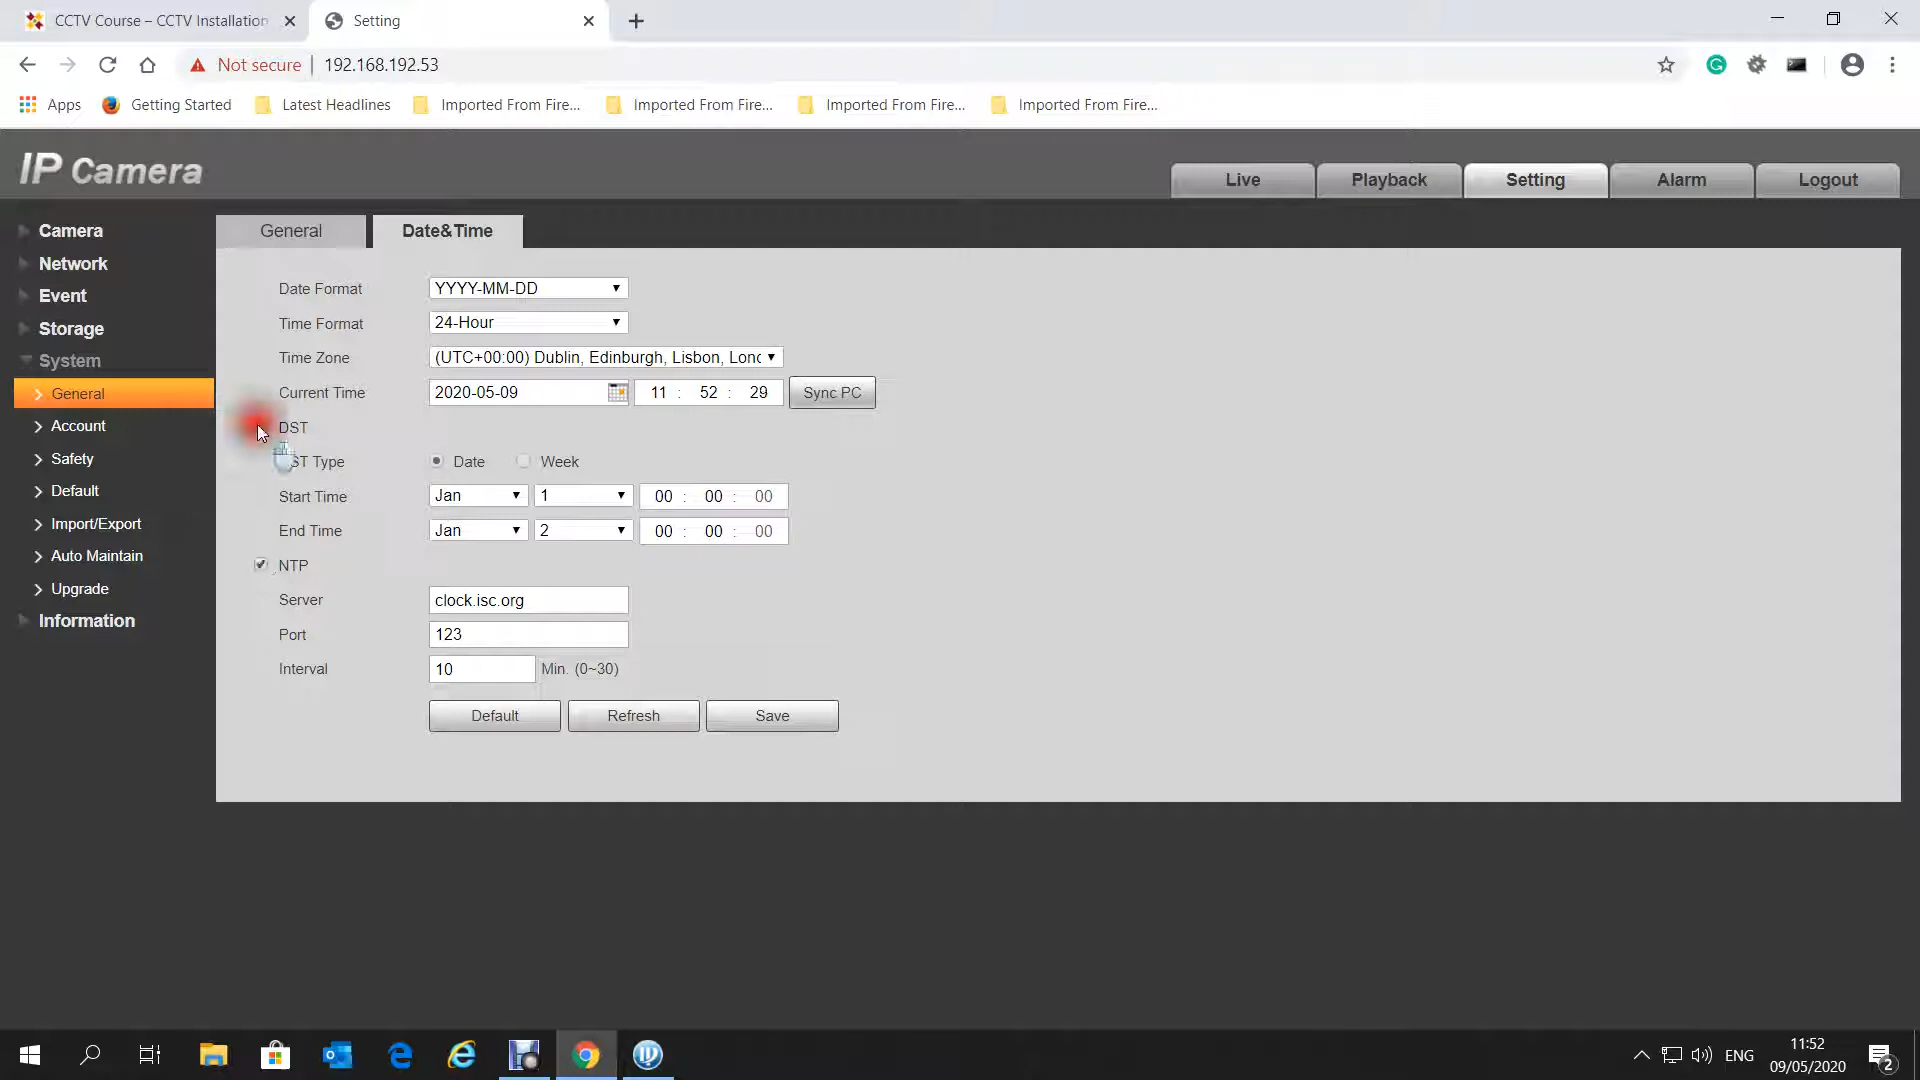 CCTV Course – CCTV Installation
Setting
Not secure
192.168.192.53
Apps
Getting Started
Latest Headlines
Imported From Fire...
Imported From Fire...
Imported From Fire...
Imported From Fire...
IP Camera
Live
Playback
Setting
Alarm
Logout
Camera
Network
Event
Storage
System
General
Account
Safety
Default
Import/Export
Auto Maintain
Upgrade
Information
General
Date&Time
Date Format
YYYY-MM-DD
Time Format
24-Hour
Time Zone
(UTC+00:00) Dublin, Edinburgh, Lisbon, Lonc
Current Time
2020-05-09
11 : 52 : 29
Sync PC
DST
ST Type
Date
Week
Start Time
Jan
1
00 : 00 : 00
End Time
Jan
2
00 : 00 : 00
NTP
Server
clock.isc.org
Port
123
Interval
10
Min. (0~30)
Default
Refresh
Save
ENG
11:52
09/05/2020
2